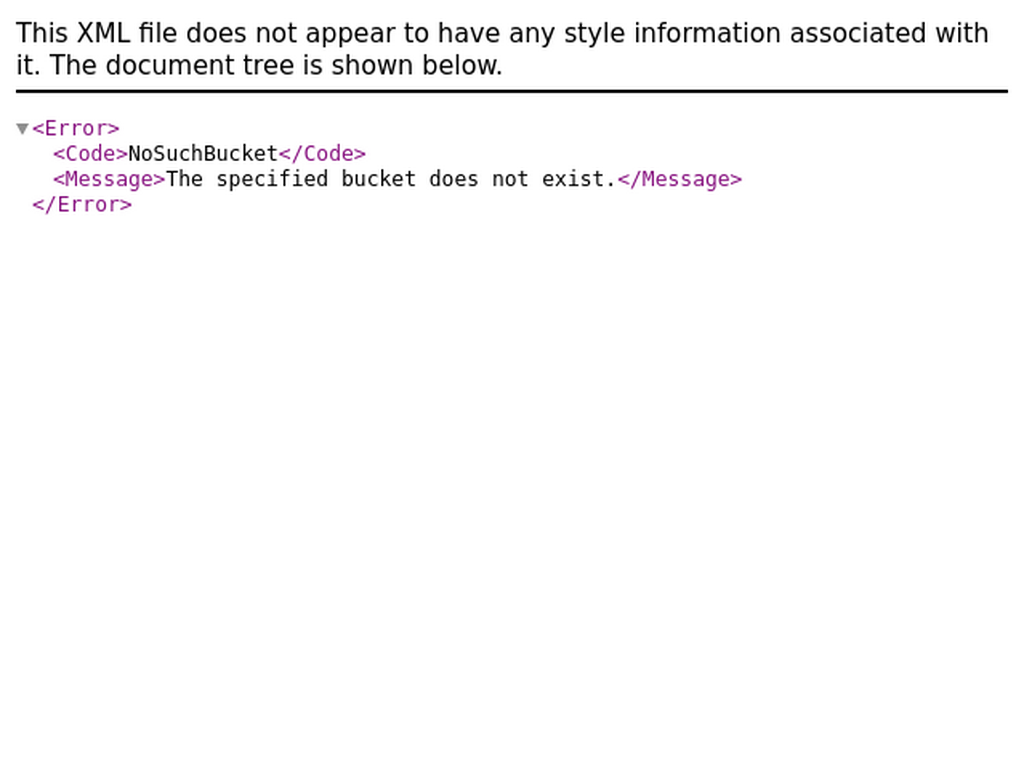 This XML file does not appear to have any style information associated with
it. The document tree is shown below.
▼<Error>
<Code>NoSuchBucket</Code>
<Message>The specified bucket does not exist.</Message>
</Error>